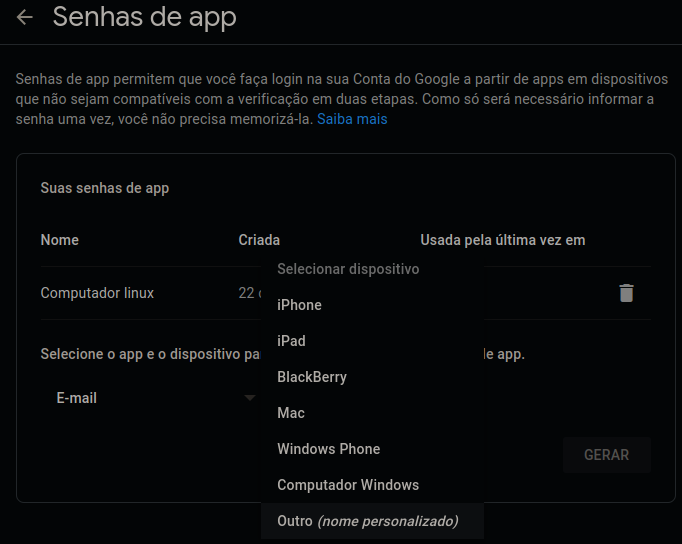 Senhas de app
Senhas de app permitem que você faça login na sua Conta do Google a partir de apps em dispositivos
que não sejam compatíveis com a verificação em duas etapas. Como só será necessário informar a
senha uma vez, você não precisa memorizá-la. Saiba mais
Suas senhas de app
Nome Criada Usada pela última vez em
Computador linux 22
Selecione o app e o dispositivo de app.
E-mail
Selecionar dispositivo
iPhone
iPad
BlackBerry
Mac
Windows Phone
Computador Windows
Outro (nome personalizado)
GERAR